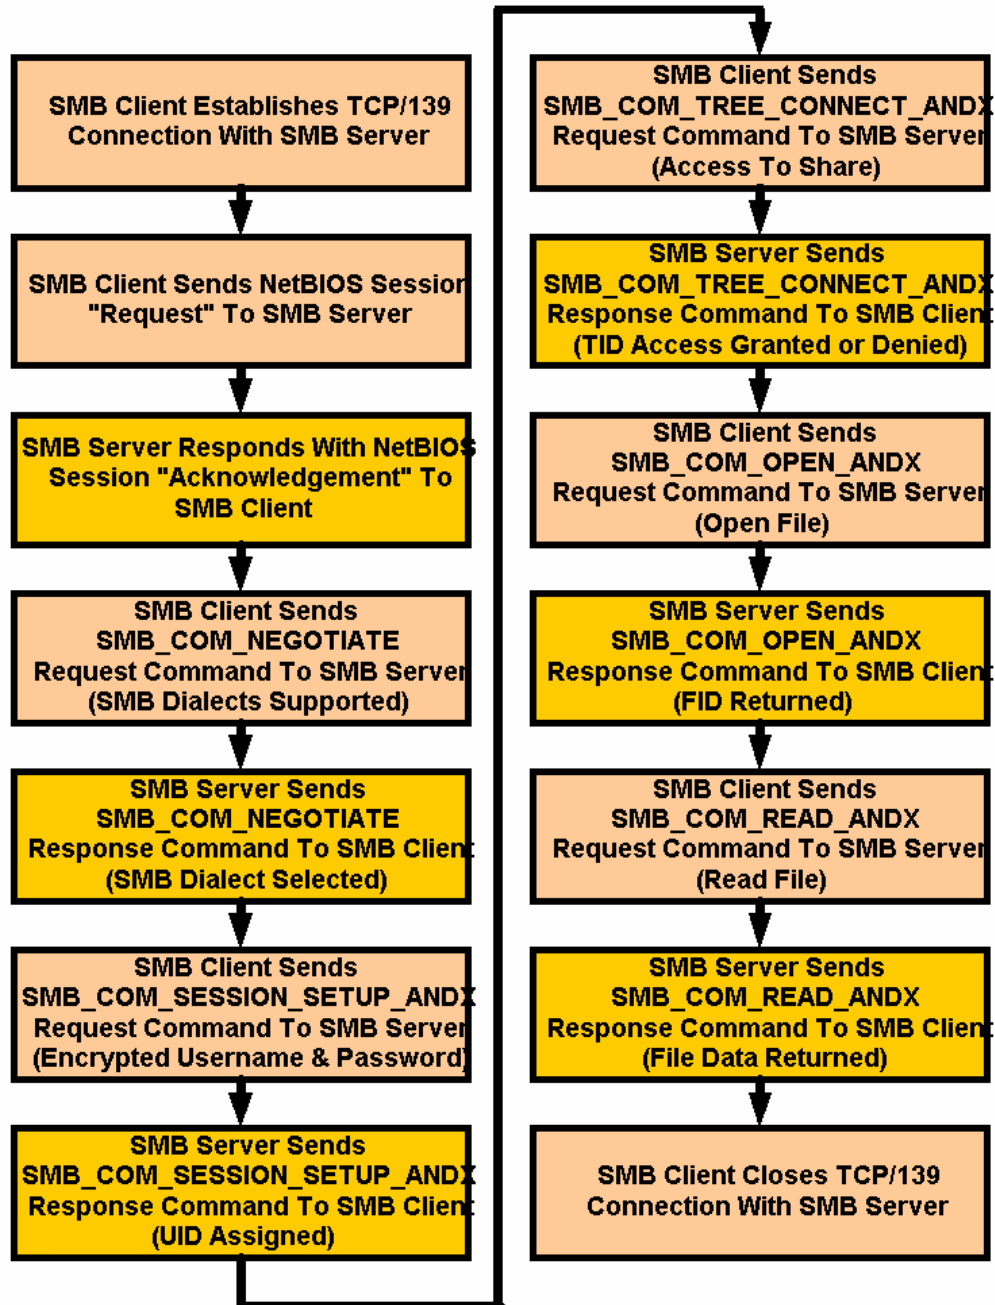 SMB Client Establishes TCP/139
Connection With SMB Server
SMB Client Sends NetBIOS Session
"Request" To SMB Server
SMB Server Responds With NetBIOS
Session "Acknowledgement" To
SMB Client
SMB Client Sends
SMB_COM_NEGOTIATE
Request Command To SMB Server
(SMB Dialects Supported)
SMB Server Sends
SMB_COM_NEGOTIATE
Response Command To SMB Client
(SMB Dialect Selected)
SMB Client Sends
SMB_COM_SESSION_SETUP_ANDX
Request Command To SMB Server
(Encrypted Username & Password)
SMB Server Sends
SMB_COM_SESSION_SETUP_ANDX
Response Command To SMB Client
(UID Assigned)
SMB Client Sends
SMB_COM_TREE_CONNECT_ANDX
Request Command To SMB Server
(Access To Share)
SMB Server Sends
SMB_COM_TREE_CONNECT_ANDX
Response Command To SMB Client
(TID Access Granted or Denied)
SMB Client Sends
SMB_COM_OPEN_ANDX
Request Command To SMB Server
(Open File)
SMB Server Sends
SMB_COM_OPEN_ANDX
Response Command To SMB Client
(FID Returned)
SMB Client Sends
SMB_COM_READ_ANDX
Request Command To SMB Server
(Read File)
SMB Server Sends
SMB_COM_READ_ANDX
Response Command To SMB Client
(File Data Returned)
SMB Client Closes TCP/139
Connection With SMB Server